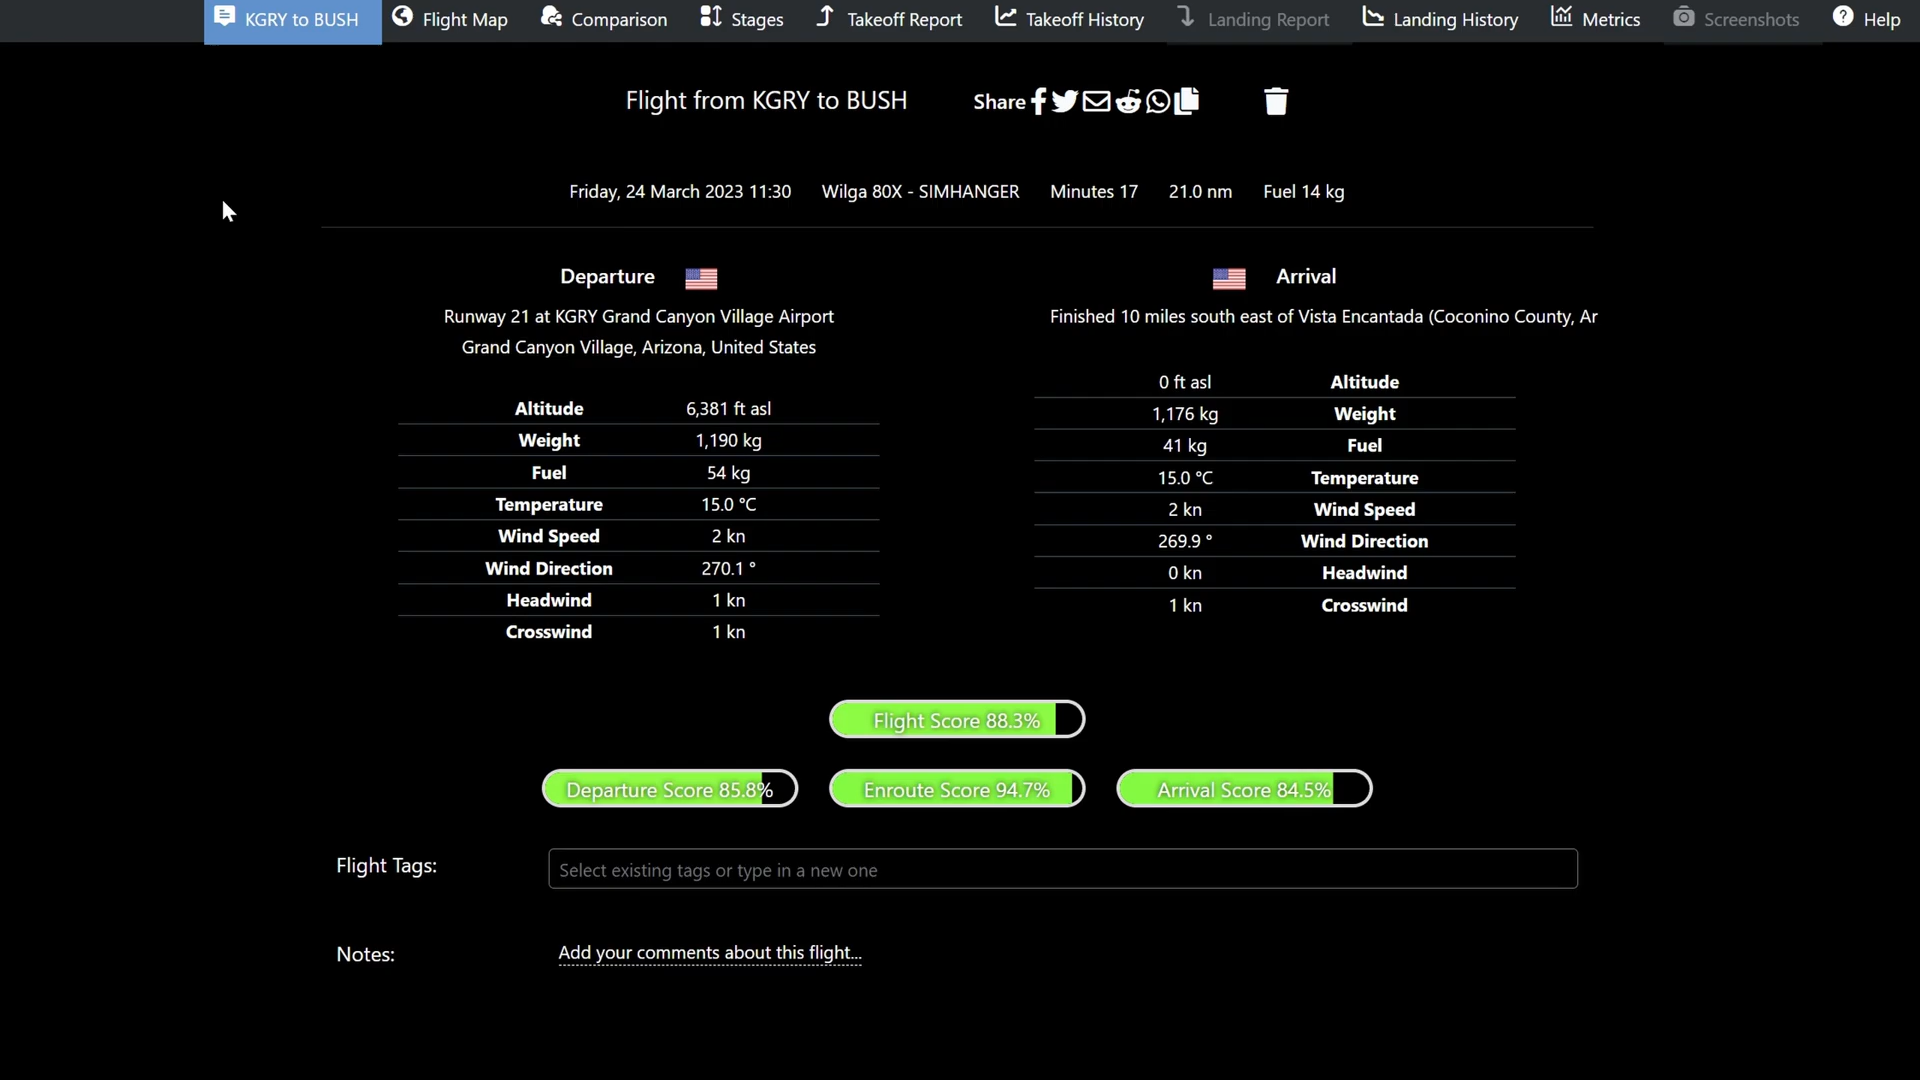 KGRY to BUSH Flight Map Comparison Stages Takeoff Report Takeoff History Landing Report Landing History Metrics Screenshots Help
Flight from KGRY to BUSH Share
Friday, 24 March 2023 11:30 Wilga 80X - SIMHANGER Minutes 17 21.0 nm Fuel 14 kg
Departure
Runway 21 at KGRY Grand Canyon Village Airport
Grand Canyon Village, Arizona, United States
Altitude 6,381 ft asl
Weight 1,190 kg
Fuel 54 kg
Temperature 15.0 °C
Wind Speed 2 kn
Wind Direction 270.1 °
Headwind 1 kn
Crosswind 1 kn
Arrival
Finished 10 miles south east of Vista Encantada (Coconino County, Ar
0 ft asl Altitude
1,176 kg Weight
41 kg Fuel
15.0 °C Temperature
2 kn Wind Speed
269.9 ° Wind Direction
0 kn Headwind
1 kn Crosswind
Flight Score 88.3%
Departure Score 85.8% Enroute Score 94.7% Arrival Score 84.5%
Flight Tags: Select existing tags or type in a new one
Notes: Add your comments about this flight...